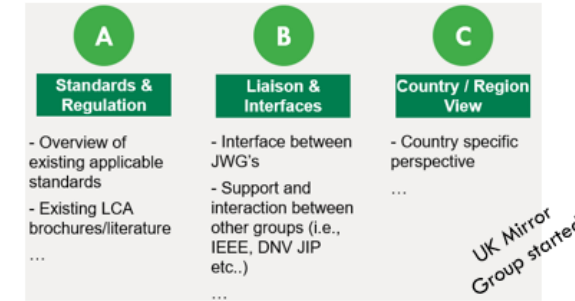 A
Standards &
Regulation
- Overview of
existing applicable
standards
- Existing LCA
brochures/literature
...
B
Liaison &
Interfaces
- Interface between
JWG's
- Support and
interaction between
other groups (i.e.,
IEEE, DNV JIP
etc..)
...
C
Country / Region
View
- Country specific
perspective
...
UK Mirror
Group started